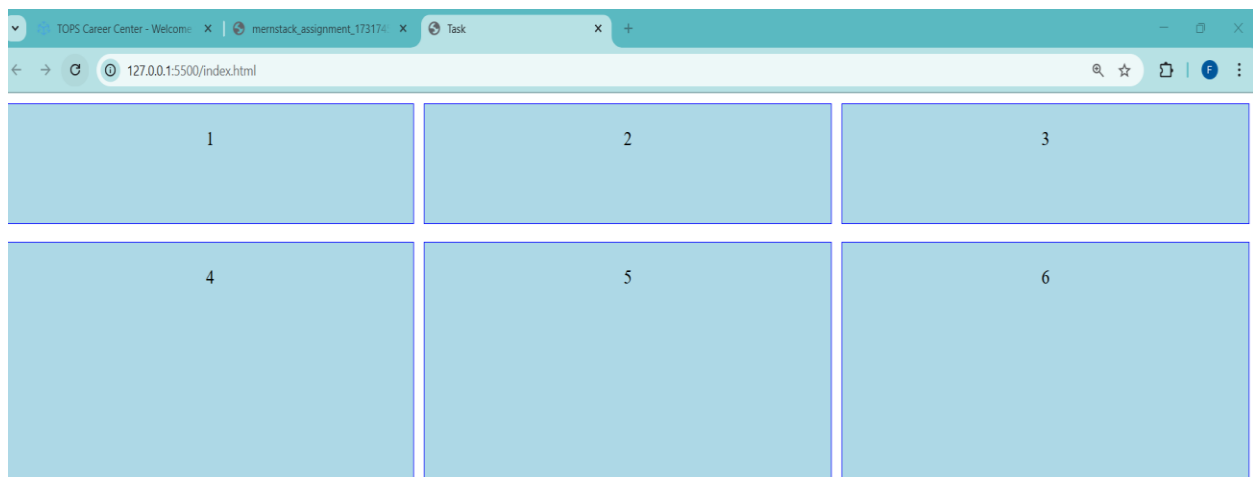 TOPS Career Center - Welcome
mernstack_assignment_173174
Task
127.0.0.1:5500/index.html
F
1
2
3
4
5
6